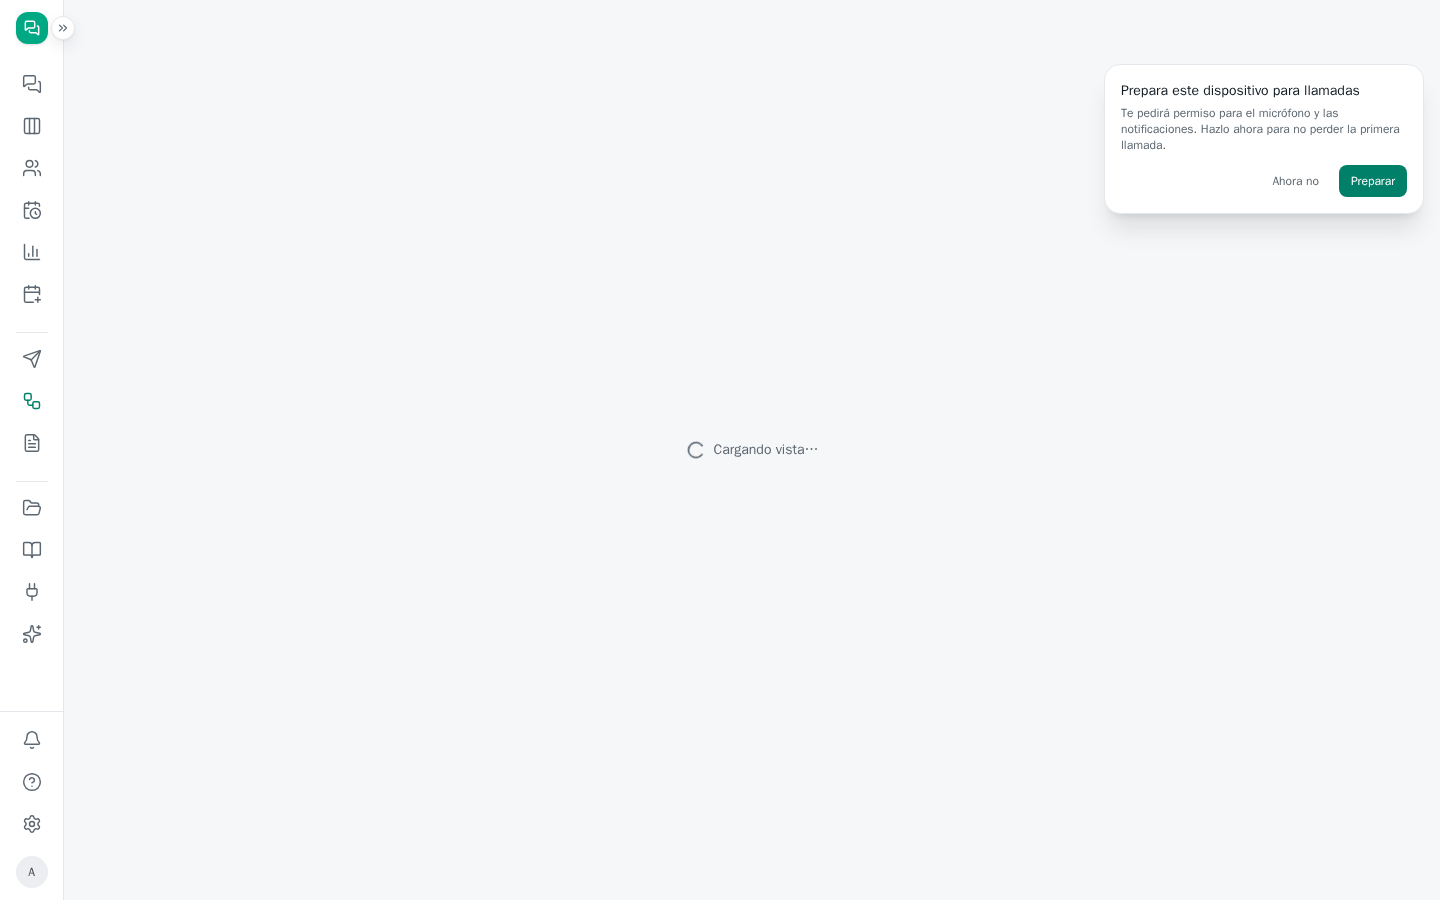 Prepara este dispositivo para llamadas
Te pedirá permiso para el micrófono y las
notificaciones. Hazlo ahora para no perder la primera
llamada.
Ahora no
Preparar
Cargando vista…
A